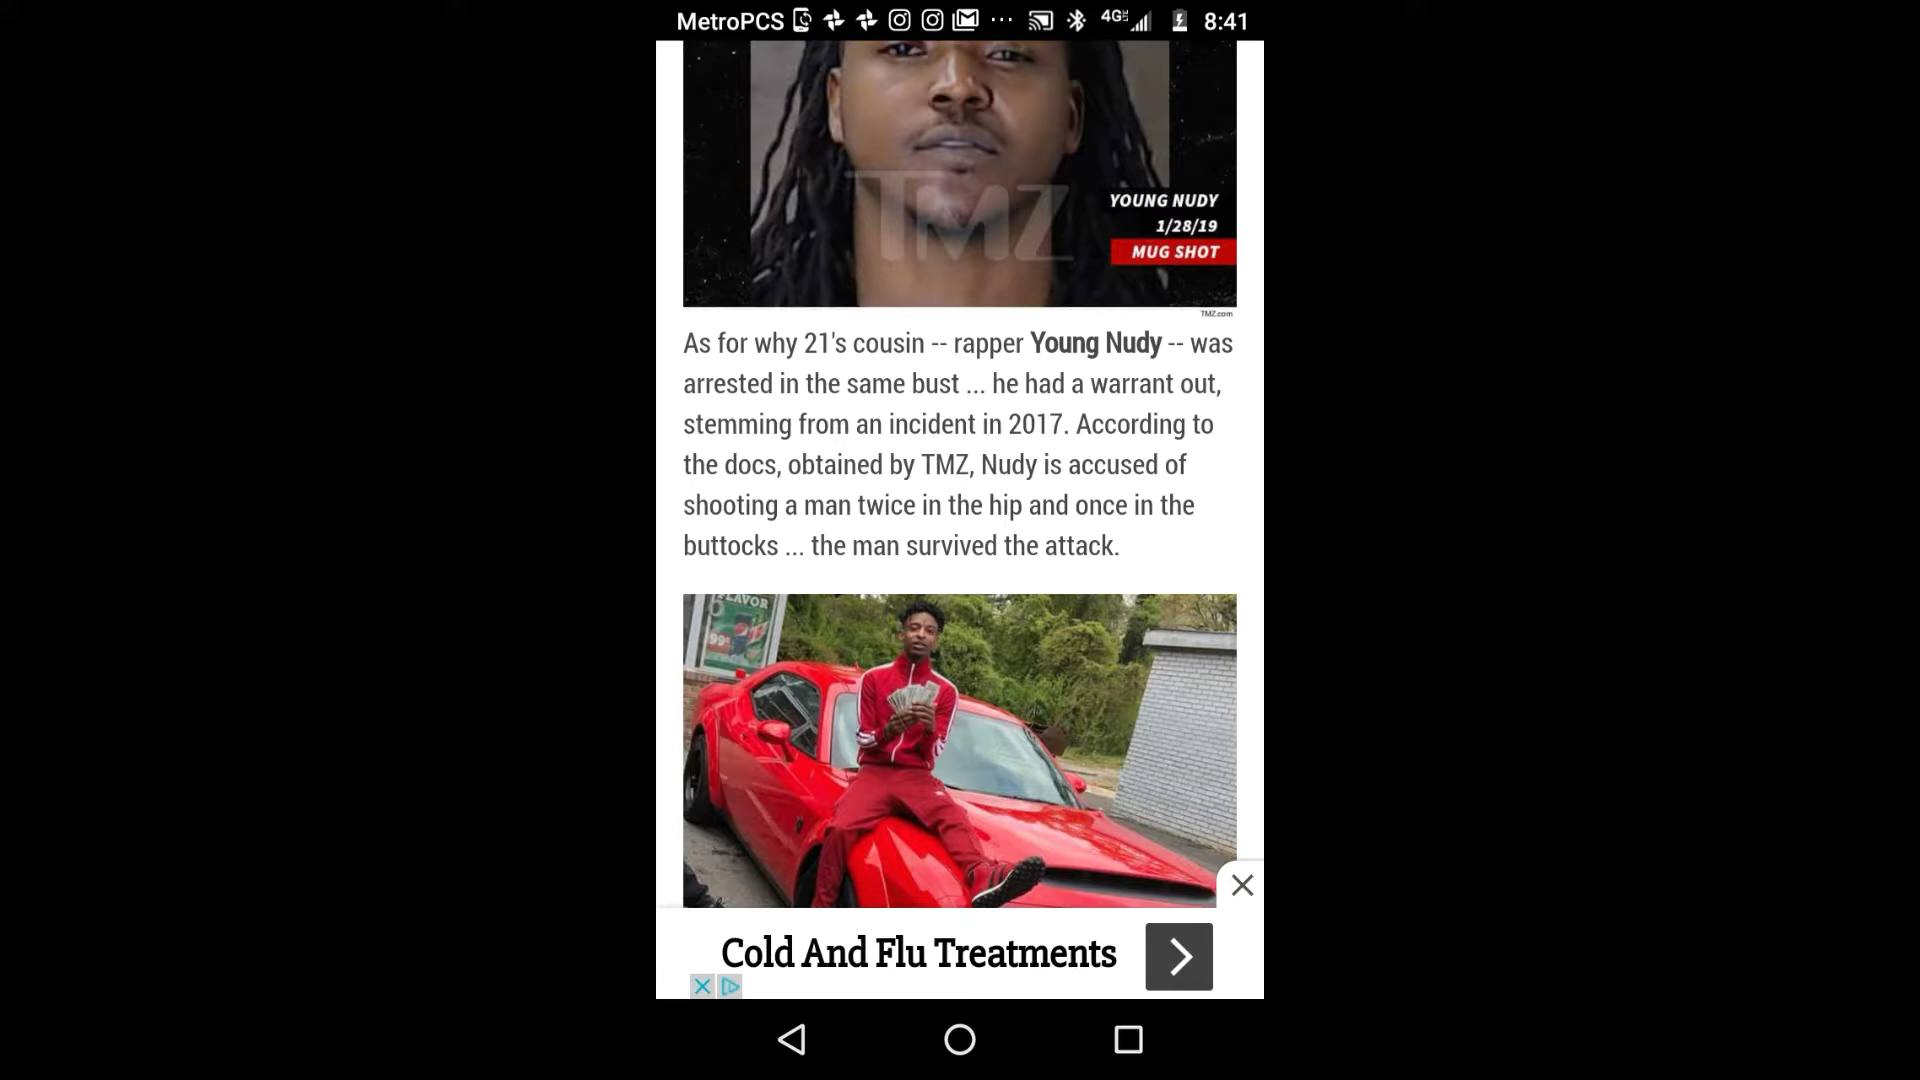 MetroPCS 4G LTE 8:41
TMZ
YOUNG NUDY
1/28/19
MUG SHOT
TMZ.com
As for why 21's cousin -- rapper Young Nudy -- was
arrested in the same bust ... he had a warrant out,
stemming from an incident in 2017. According to
the docs, obtained by TMZ, Nudy is accused of
shooting a man twice in the hip and once in the
buttocks ... the man survived the attack.
FLAVOR
99¢
Cold And Flu Treatments